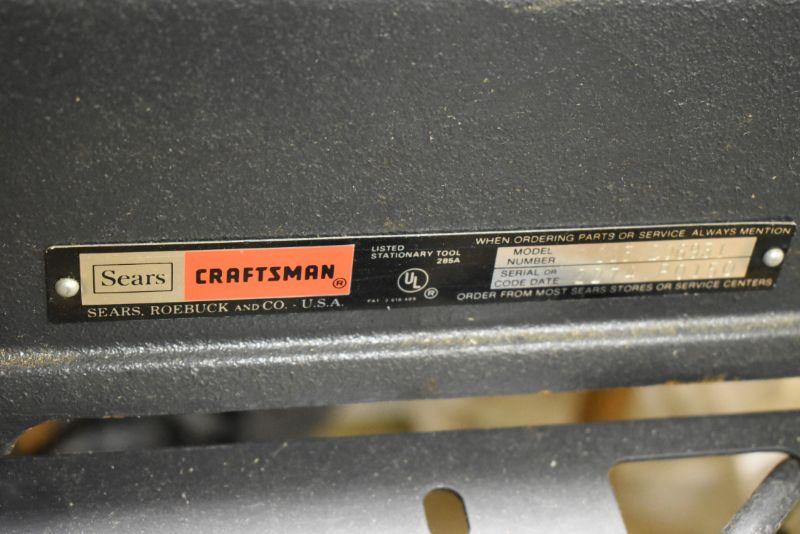 Sears
CRAFTSMAN®
SEARS, ROEBUCK AND CO. - U.S.A.
LISTED
STATIONARY TOOL
285A
UL®
WHEN ORDERING PARTS OR SERVICE, ALWAYS MENTION
MODEL
NUMBER
SERIAL OR
CODE DATE
ORDER FROM MOST SEARS STORES OR SERVICE CENTERS